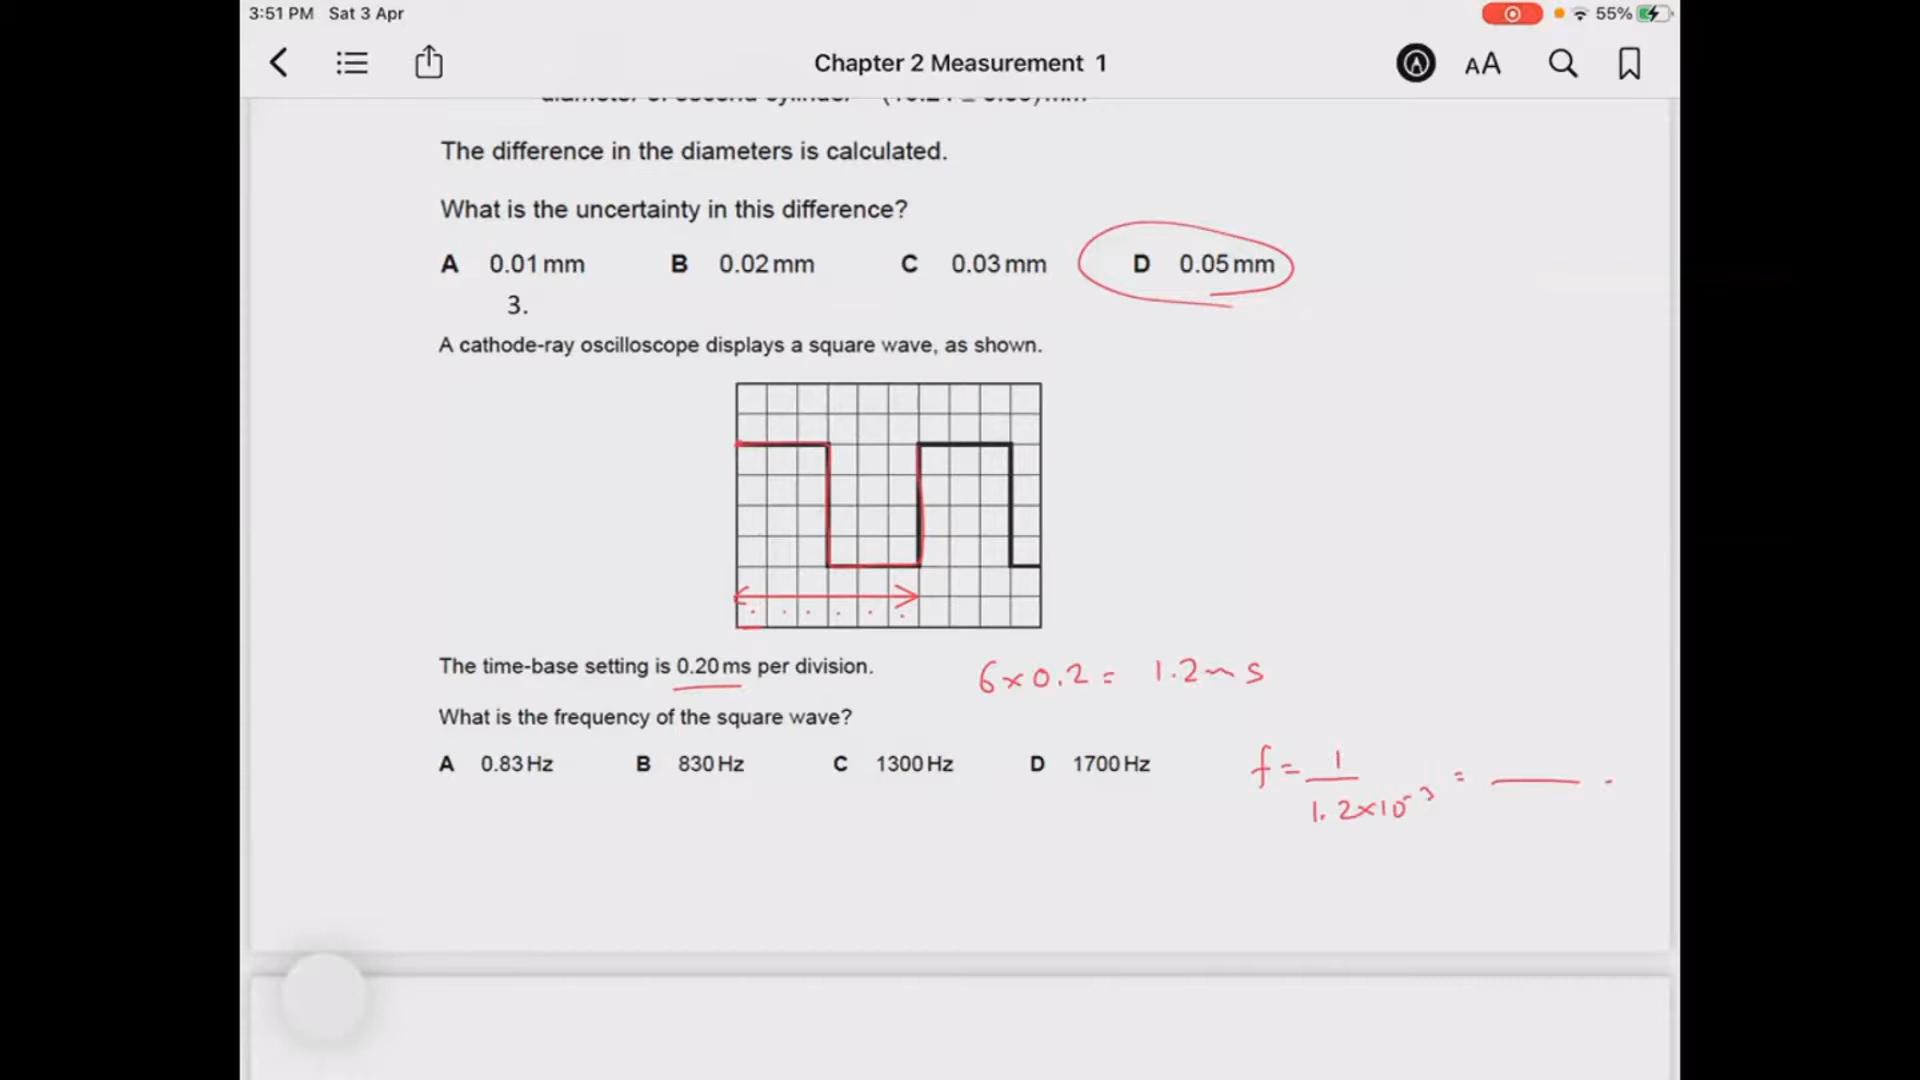 3:51 PM Sat 3 Apr
55%
Chapter 2 Measurement 1
AA
The difference in the diameters is calculated.
What is the uncertainty in this difference?
A 0.01 mm B 0.02 mm C 0.03 mm D 0.05 mm
3.
A cathode-ray oscilloscope displays a square wave, as shown.
The time-base setting is 0.20 ms per division.
6 × 0.2 = 1.2 ms
What is the frequency of the square wave?
A 0.83 Hz B 830 Hz C 1300 Hz D 1700 Hz
f = 1
1.2×10⁻³ =